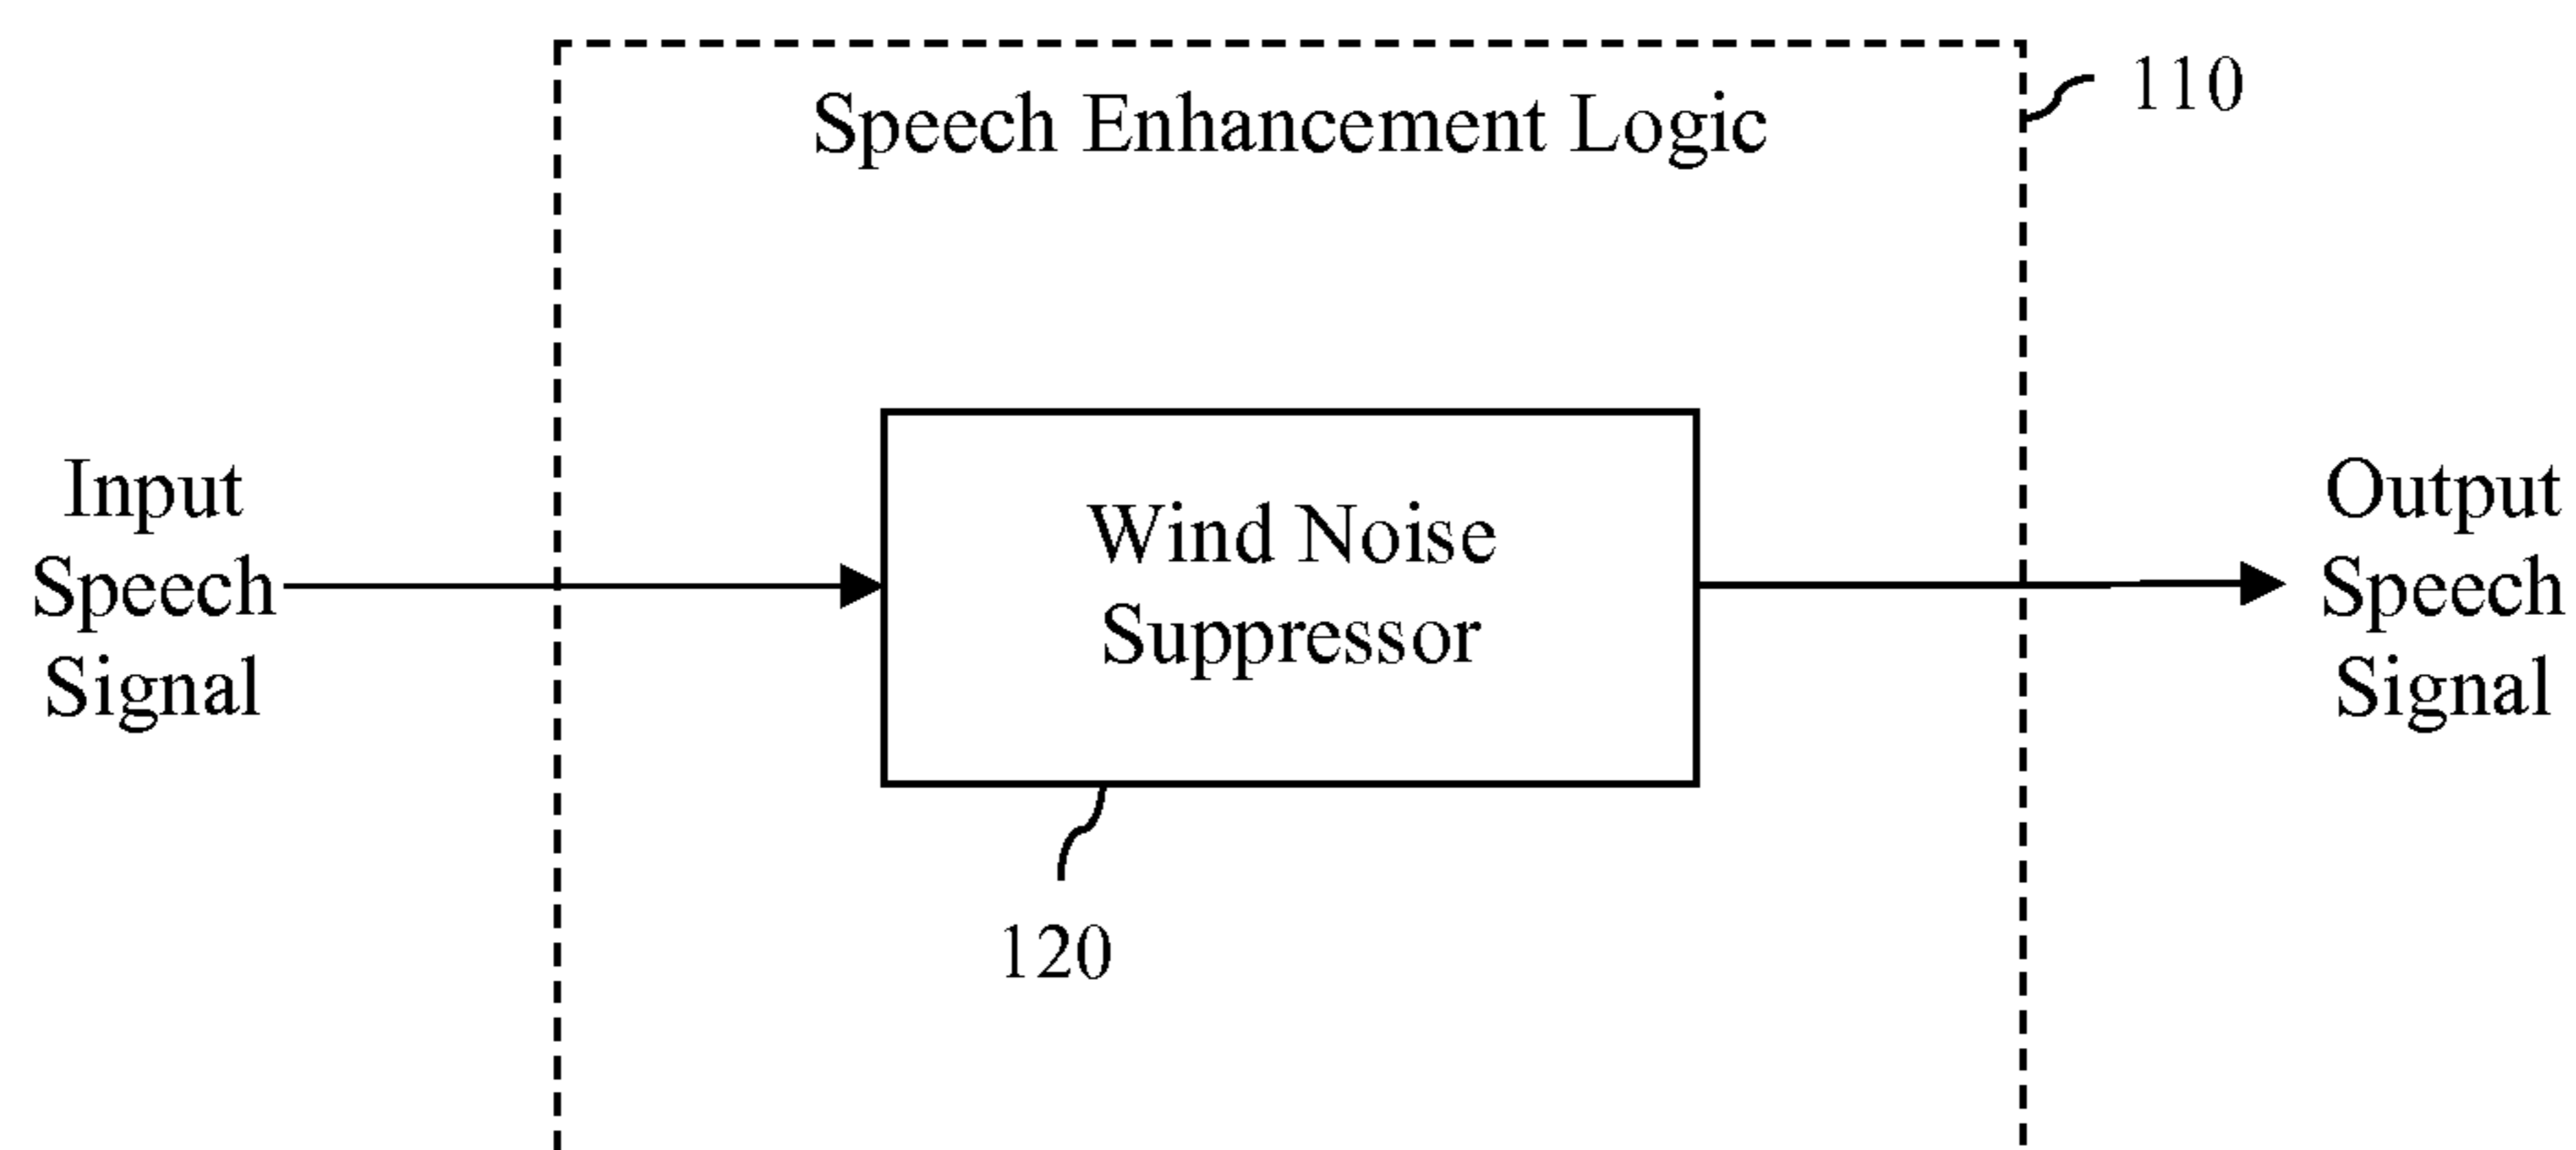 Speech Enhancement Logic
110
Input
Speech
Signal
Wind Noise
Suppressor
Output
Speech
Signal
120